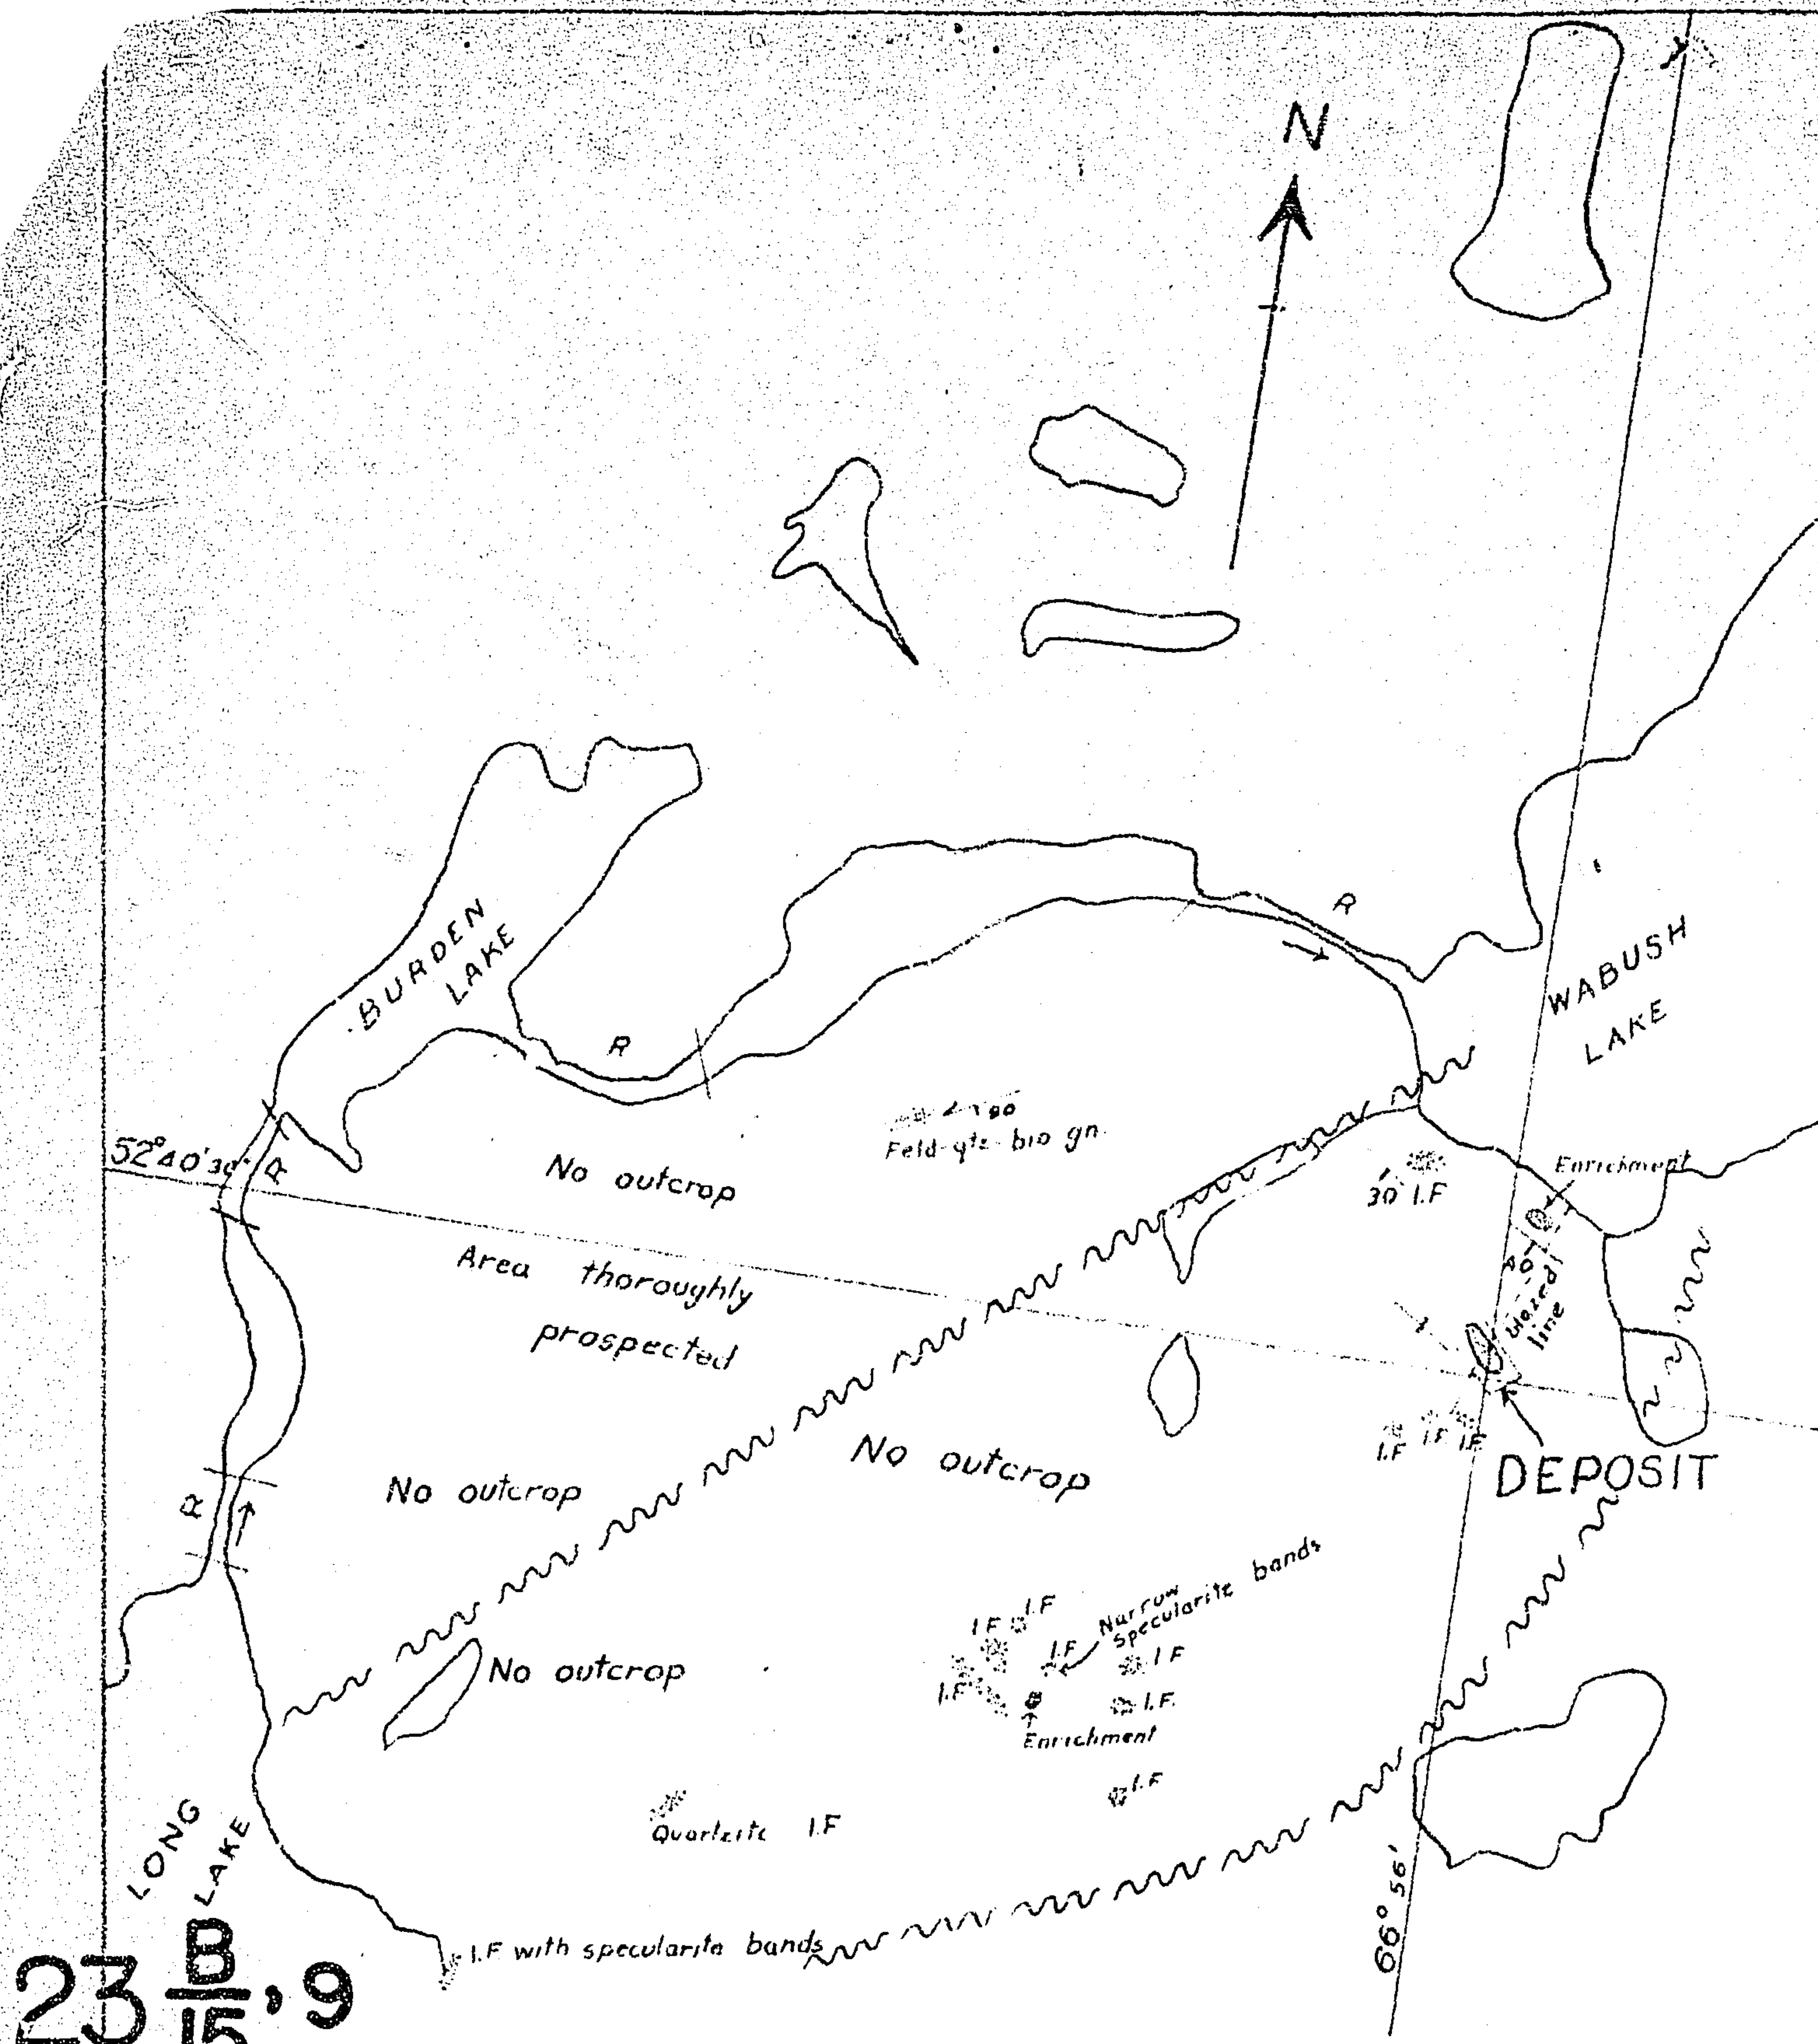 N
BURDEN
LAKE
R
WABUSH
LAKE
R
52°40'30"
R
No outcrop
Feld-qtz-bio gn.
30 I.F
Enrichment
Area thoroughly
prospected
blazed
line
No outcrop
I.F I.F I.F
DEPOSIT
No outcrop
R
Narrow
specularite bands
I.F I.F
I.F
I.F
No outcrop
I.F
I.F.
Enrichment
I.F
Quartzite I.F
LONG
LAKE
66° 56'
I.F with specularite bands
23 B/15, 9